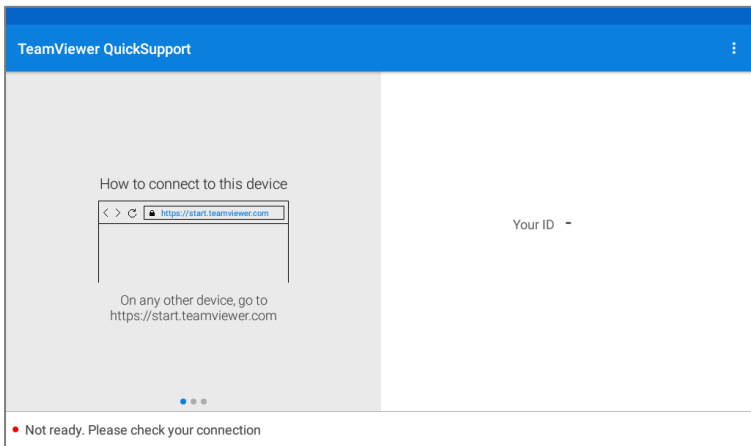 TeamViewer QuickSupport
How to connect to this device
https://start.teamviewer.com
On any other device, go to
https://start.teamviewer.com
Your ID -
Not ready. Please check your connection